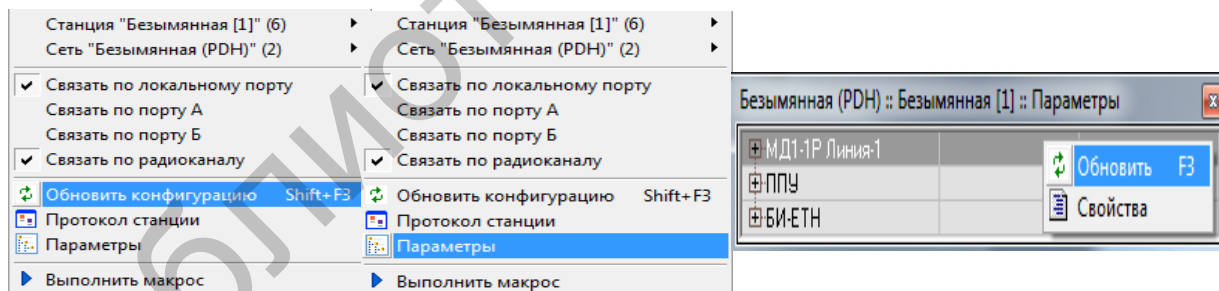 Станция "Безымянная [1]" (6)
Сеть "Безымянная (PDH)" (2)
Связать по локальному порту
Связать по порту А
Связать по порту Б
Связать по радиоканалу
Обновить конфигурацию Shift+F3
Протокол станции
Параметры
Выполнить макрос
Станция "Безымянная [1]" (6)
Сеть "Безымянная (PDH)" (2)
Связать по локальному порту
Связать по порту А
Связать по порту Б
Связать по радиоканалу
Обновить конфигурацию Shift+F3
Протокол станции
Параметры
Выполнить макрос
Безымянная (PDH) :: Безымянная [1] :: Параметры
МД1-1Р Линия-1
ППУ
БИ-ЕТН
Обновить F3
Свойства